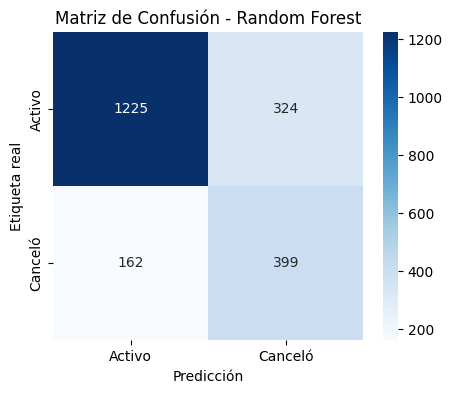 Matriz de Confusión - Random Forest
Etiqueta real
Activo
1225
324
Canceló
162
399
Activo
Canceló
Predicción
1200
1000
800
600
400
200